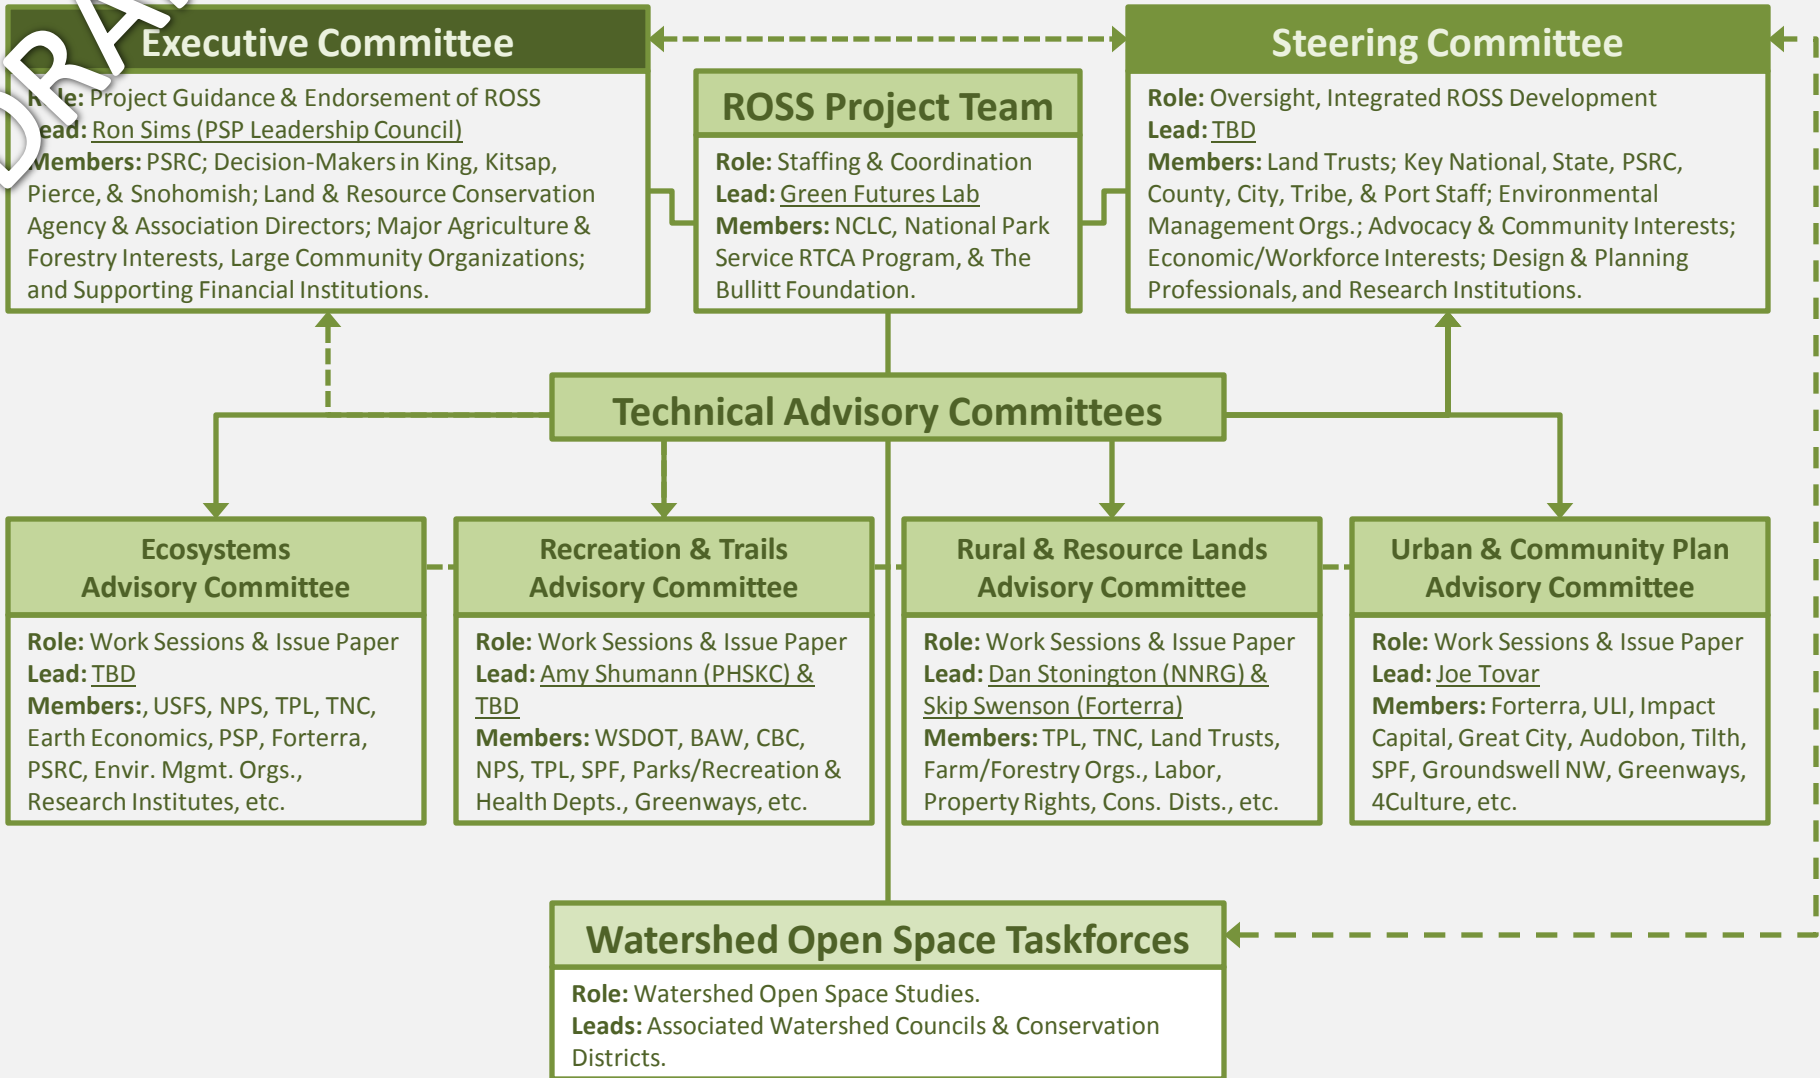 DRA
Executive Committee
Role: Project Guidance & Endorsement of ROSS
Lead: Ron Sims (PSP Leadership Council)
Members: PSRC; Decision-Makers in King, Kitsap,
Pierce, & Snohomish; Land & Resource Conservation
Agency & Association Directors; Major Agriculture &
Forestry Interests, Large Community Organizations;
and Supporting Financial Institutions.
ROSS Project Team
Role: Staffing & Coordination
Lead: Green Futures Lab
Members: NCLC, National Park
Service RTCA Program, & The
Bullitt Foundation.
Steering Committee
Role: Oversight, Integrated ROSS Development
Lead: TBD
Members: Land Trusts; Key National, State, PSRC,
County, City, Tribe, & Port Staff; Environmental
Management Orgs.; Advocacy & Community Interests;
Economic/Workforce Interests; Design & Planning
Professionals, and Research Institutions.
Technical Advisory Committees
Ecosystems
Advisory Committee
Role: Work Sessions & Issue Paper
Lead: TBD
Members:, USFS, NPS, TPL, TNC,
Earth Economics, PSP, Forterra,
PSRC, Envir. Mgmt. Orgs.,
Research Institutes, etc.
Recreation & Trails
Advisory Committee
Role: Work Sessions & Issue Paper
Lead: Amy Shumann (PHSKC) &
TBD
Members: WSDOT, BAW, CBC,
NPS, TPL, SPF, Parks/Recreation &
Health Depts., Greenways, etc.
Rural & Resource Lands
Advisory Committee
Role: Work Sessions & Issue Paper
Lead: Dan Stonington (NNRG) &
Skip Swenson (Forterra)
Members: TPL, TNC, Land Trusts,
Farm/Forestry Orgs., Labor,
Property Rights, Cons. Dists., etc.
Urban & Community Plan
Advisory Committee
Role: Work Sessions & Issue Paper
Lead: Joe Tovar
Members: Forterra, ULI, Impact
Capital, Great City, Audobon, Tilth,
SPF, Groundswell NW, Greenways,
4Culture, etc.
Watershed Open Space Taskforces
Role: Watershed Open Space Studies.
Leads: Associated Watershed Councils & Conservation
Districts.